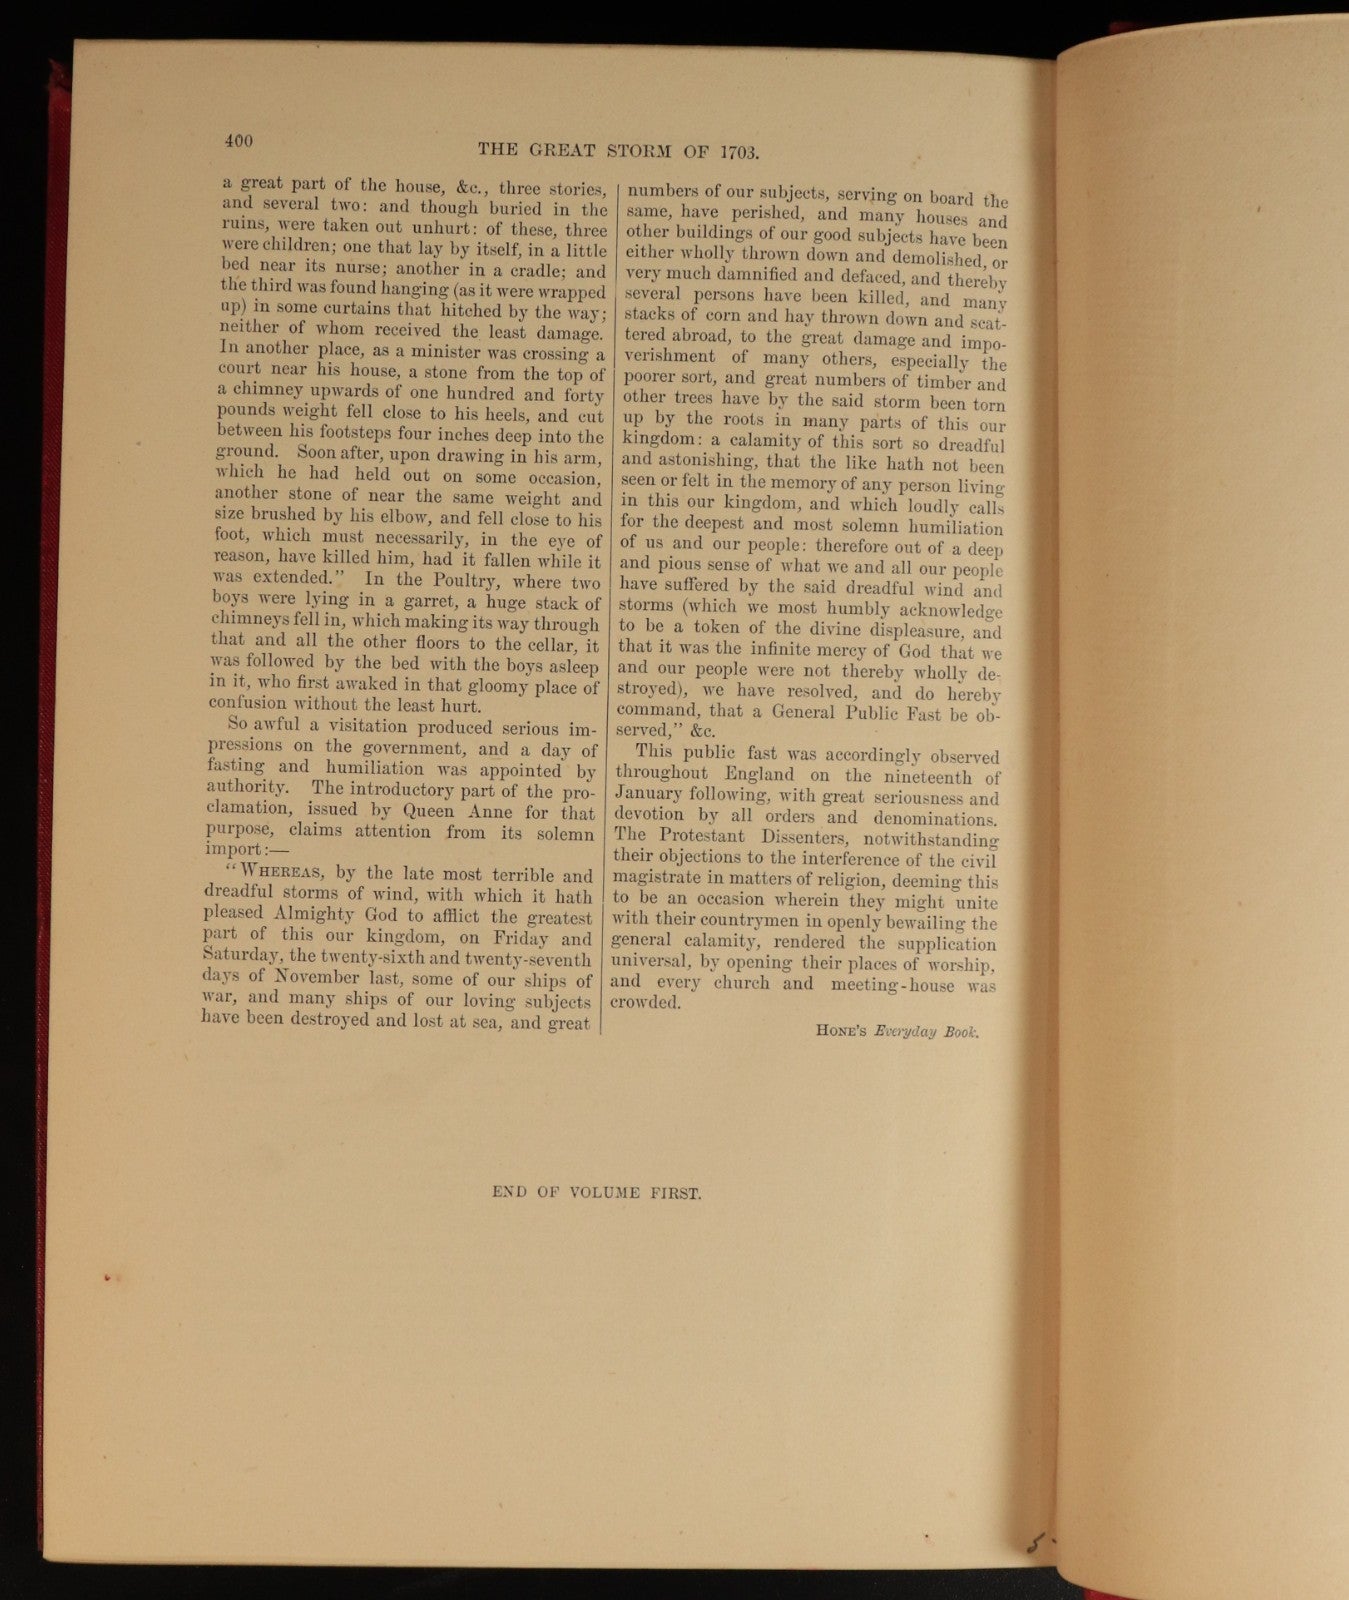 400
THE GREAT STORM OF 1703.
a great part of the house, &c., three stories,
and several two: and though buried in the
ruins, were taken out unhurt: of these, three
were children; one that lay by itself, in a little
bed near its nurse; another in a cradle; and
the third was found hanging (as it were wrapped
up) in some curtains that hitched by the way;
neither of whom received the least damage.
In another place, as a minister was crossing a
court near his house, a stone from the top of
a chimney upwards of one hundred and forty
pounds weight fell close to his heels, and cut
between his footsteps four inches deep into the
ground. Soon after, upon drawing in his arm,
which he had held out on some occasion,
another stone of near the same weight and
size brushed by his elbow, and fell close to his
foot, which must necessarily, in the eye of
reason, have killed him, had it fallen while it
was extended." In the Poultry, where two
boys were lying in a garret, a huge stack of
chimneys fell in, which making its way through
that and all the other floors to the cellar, it
was followed by the bed with the boys asleep
in it, who first awaked in that gloomy place of
confusion without the least hurt.
So awful a visitation produced serious im-
pressions on the government, and a day of
fasting and humiliation was appointed by
authority. The introductory part of the pro-
clamation, issued by Queen Anne for that
purpose, claims attention from its solemn
import:—
"WHEREAS, by the late most terrible and
dreadful storms of wind, with which it hath
pleased Almighty God to afflict the greatest
part of this our kingdom, on Friday and
Saturday, the twenty-sixth and twenty-seventh
days of November last, some of our ships of
war, and many ships of our loving subjects
have been destroyed and lost at sea, and great
numbers of our subjects, serving on board the
same, have perished, and many houses and
other buildings of our good subjects have been
either wholly thrown down and demolished, or
very much damnified and defaced, and thereby
several persons have been killed, and many
stacks of corn and hay thrown down and scat-
tered abroad, to the great damage and impo-
verishment of many others, especially the
poorer sort, and great numbers of timber and
other trees have by the said storm been torn
up by the roots in many parts of this our
kingdom: a calamity of this sort so dreadful
and astonishing, that the like hath not been
seen or felt in the memory of any person living
in this our kingdom, and which loudly calls
for the deepest and most solemn humiliation
of us and our people: therefore out of a deep
and pious sense of what we and all our people
have suffered by the said dreadful wind and
storms (which we most humbly acknowledge
to be a token of the divine displeasure, and
that it was the infinite mercy of God that we
and our people were not thereby wholly de-
stroyed), we have resolved, and do hereby
command, that a General Public Fast be ob-
served," &c.
This public fast was accordingly observed
throughout England on the nineteenth of
January following, with great seriousness and
devotion by all orders and denominations.
The Protestant Dissenters, notwithstanding
their objections to the interference of the civil
magistrate in matters of religion, deeming this
to be an occasion wherein they might unite
with their countrymen in openly bewailing the
general calamity, rendered the supplication
universal, by opening their places of worship,
and every church and meeting-house was
crowded.
HONE'S Everyday Book.
END OF VOLUME FIRST.
5-